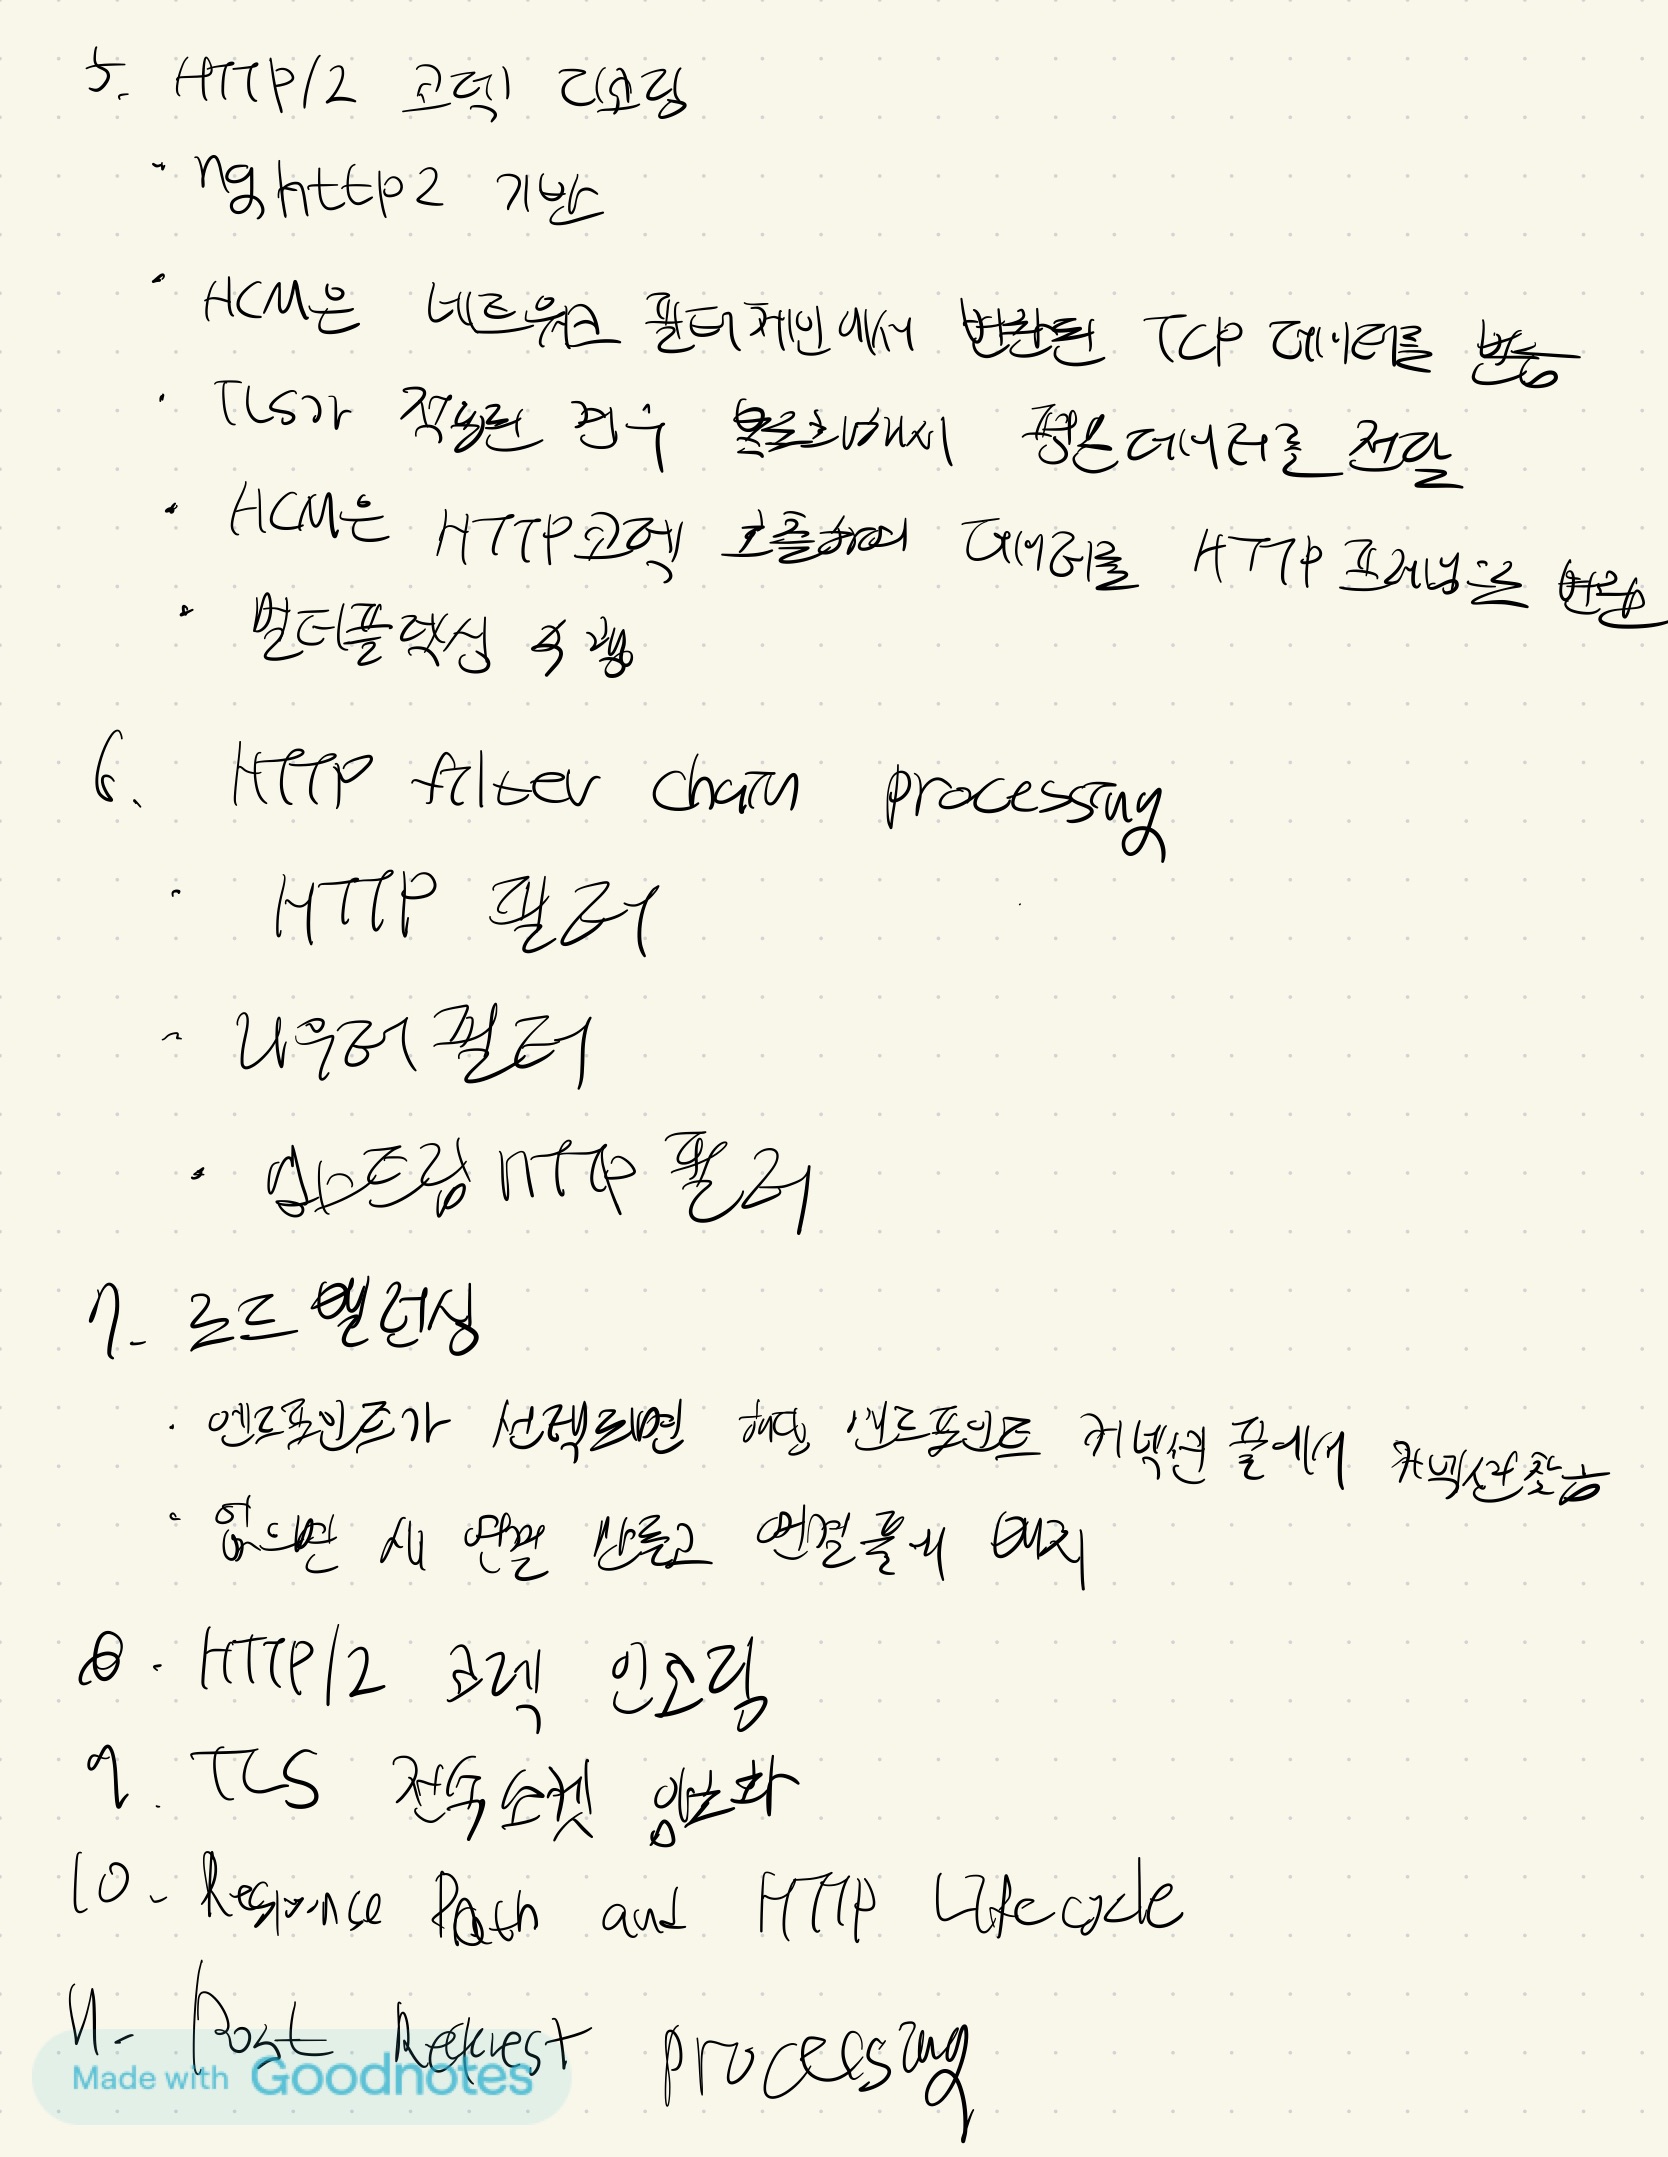 5. HTTP/2 코덱 디코딩
· nghttp2 기반
· HCM은 네트워크 필터체인에서 변환된 TCP 데이터를 받음
· TLS가 적용된 경우 복호화해서 평문데이터를 전달
· HCM은 HTTP코덱 호출하여 데이터를 HTTP 프레임으로 변환
· 멀티플렉싱 수행
6. HTTP filter chain processing
· HTTP 필터
· 라우터 필터
· 업스트림 HTTP 필터
7. 로드 밸런싱
· 엔드포인트가 선택되면 해당 엔드포인트 커넥션 풀에서 커넥션 찾음
· 없으면 새 연결 만들고 연결풀에 배치
8. HTTP/2 코덱 인코딩
9. TLS 전송소켓 암호화
10. Response Path and HTTP Lifecycle
11. Post Request processing
Made with Goodnotes